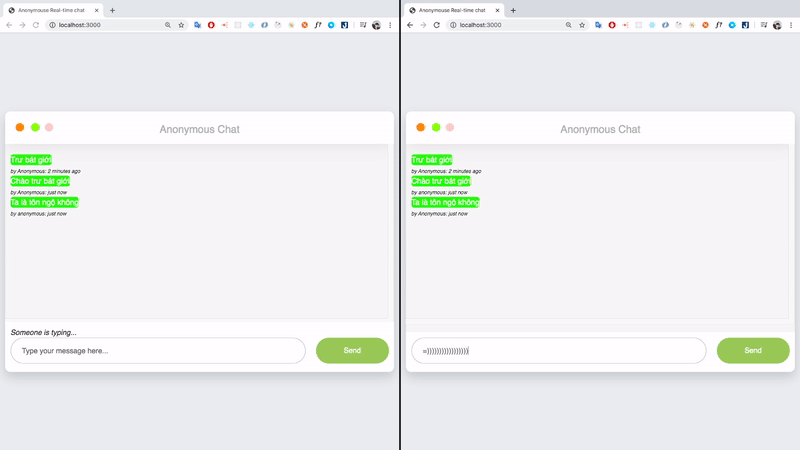 Anonymouse Real-time chat
localhost:3000
Anonymous Chat
Trư bát giới
by Anonymous: 2 minutes ago
Chào trư bát giới
by Anonymous: just now
Ta là tôn ngộ không
by anonymous: just now
Someone is typing...
Type your message here...
Send
Anonymouse Real-time chat
localhost:3000
Anonymous Chat
Trư bát giới
by Anonymous: 2 minutes ago
Chào trư bát giới
by anonymous: just now
Ta là tôn ngộ không
by Anonymous: just now
=)))))))))))))))))
Send